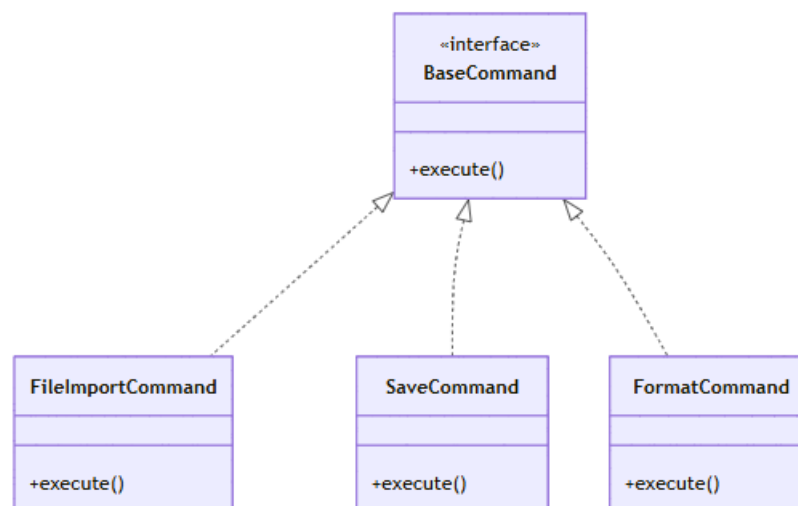 «interface»
BaseCommand
+execute()
FileImportCommand
SaveCommand
FormatCommand
+execute()
+execute()
+execute()